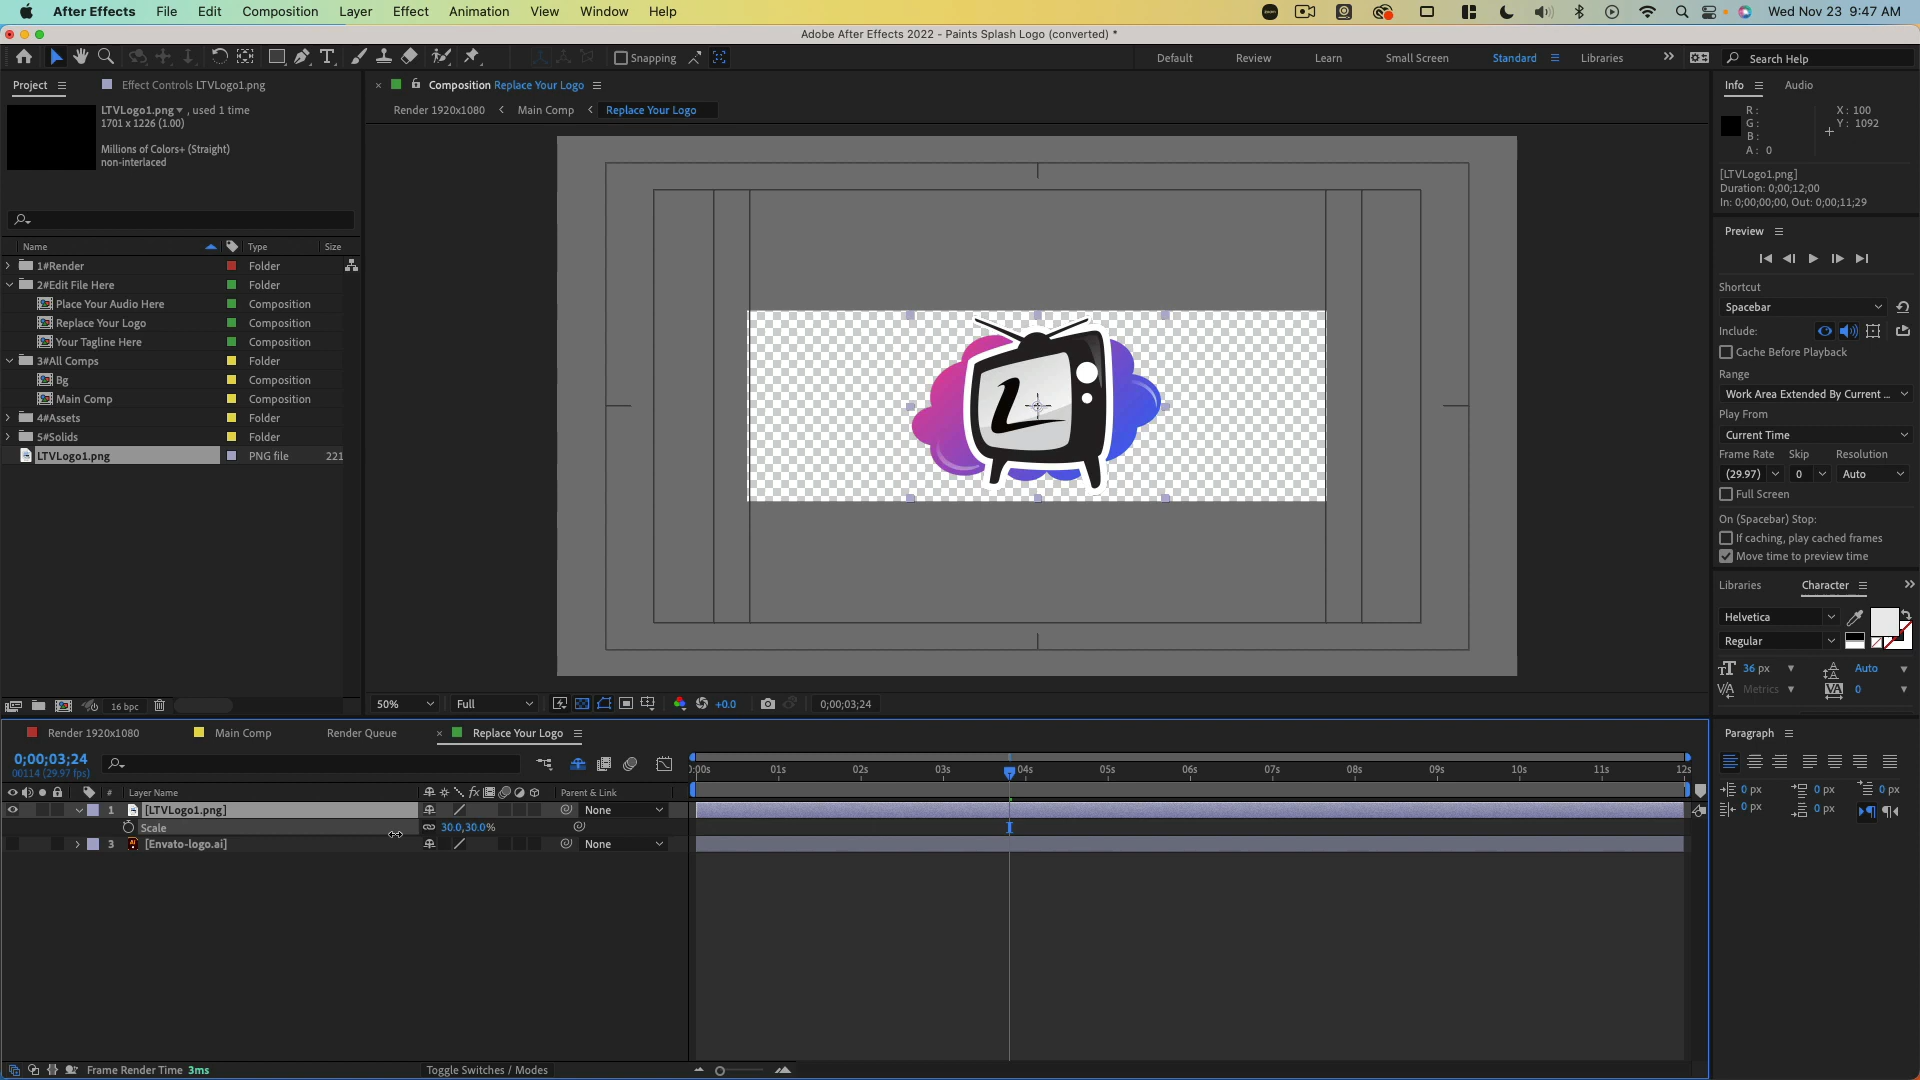 After Effects File Edit Composition Layer Effect Animation View Window Help Wed Nov 23 9:47 AM
Adobe After Effects 2022 - Paints Splash Logo (converted) *
Snapping Default Review Learn Small Screen Standard Libraries Search Help
Project Effect Controls LTVLogo1.png
LTVLogo1.png , used 1 time
1701 x 1226 (1.00)
Millions of Colors+ (Straight)
non-interlaced
Name Type Size
1#Render Folder
2#Edit File Here Folder
Place Your Audio Here Composition
Replace Your Logo Composition
Your Tagline Here Composition
3#All Comps Folder
Bg Composition
Main Comp Composition
4#Assets Folder
5#Solids Folder
LTVLogo1.png PNG file 221
16 bpc
Composition Replace Your Logo
Render 1920x1080 Main Comp Replace Your Logo
L
50% Full +0.0 0;00;03;24
Info Audio
R: X: 100
G: Y: 1092
B:
A: 0
[LTVLogo1.png]
Duration: 0;00;12;00
In: 0;00;00;00, Out: 0;00;11;29
Preview
Shortcut
Spacebar
Include:
Cache Before Playback
Range
Work Area Extended By Current ...
Play From
Current Time
Frame Rate Skip Resolution
(29.97) 0 Auto
Full Screen
On (Spacebar) Stop:
If caching, play cached frames
Move time to preview time
Libraries Character
Helvetica
Regular
36 px Auto
Metrics 0
Paragraph
0 px 0 px 0 px
0 px 0 px
Render 1920x1080 Main Comp Render Queue Replace Your Logo
0;00;03;24
00114 (29.97 fps)
0:00s 01s 02s 03s 04s 05s 06s 07s 08s 09s 10s 11s 12s
# Layer Name Parent & Link
1 [LTVLogo1.png] None
Scale 30.0,30.0%
3 [Envato-logo.ai] None
Frame Render Time 3ms Toggle Switches / Modes